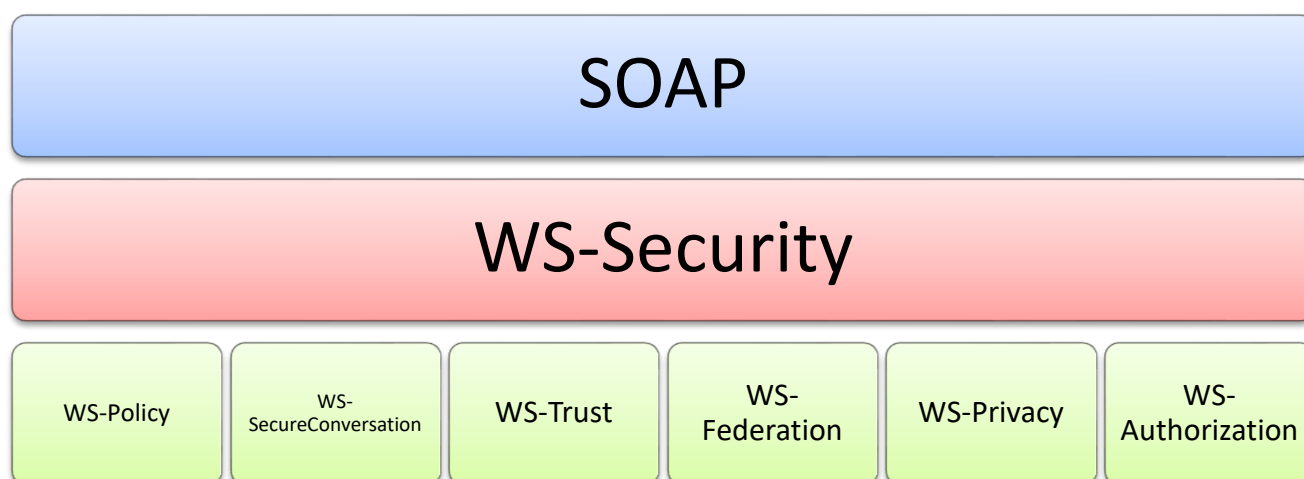 SOAP
WS-Security
WS-Policy
WS-
SecureConversation
WS-Trust
WS-
Federation
WS-Privacy
WS-
Authorization